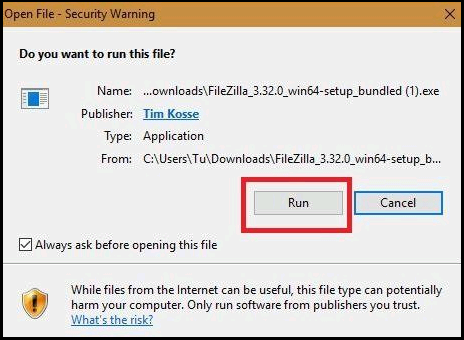 Open File - Security Warning
Do you want to run this file?
Name: ...ownloads\FileZilla_3.32.0_win64-setup_bundled (1).exe
Publisher: Tim Kosse
Type: Application
From: C:\Users\Tu\Downloads\FileZilla_3.32.0_win64-setup_b...
Run Cancel
Always ask before opening this file
While files from the Internet can be useful, this file type can potentially
harm your computer. Only run software from publishers you trust.
What's the risk?